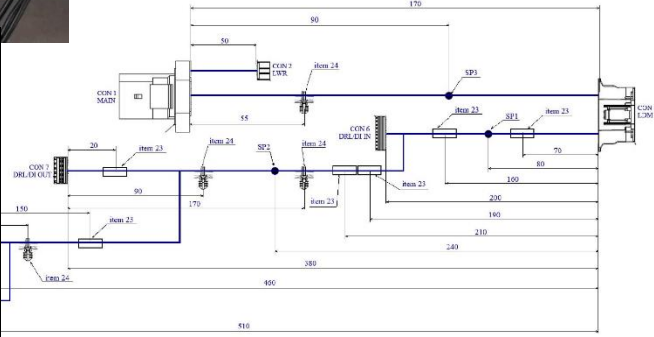 170
90
50
CON 2
LWR
item 24
SP3
CON 1
MAIN
55
CON 6
DRL/DI IN
item 23
SP1
item 23
CON
LDM
CON 7
DRL/DI OUT
20
item 23
item 24
SP2
item 24
item 23
70
80
160
90
item 23
200
170
190
150
item 23
210
240
item 24
380
460
510